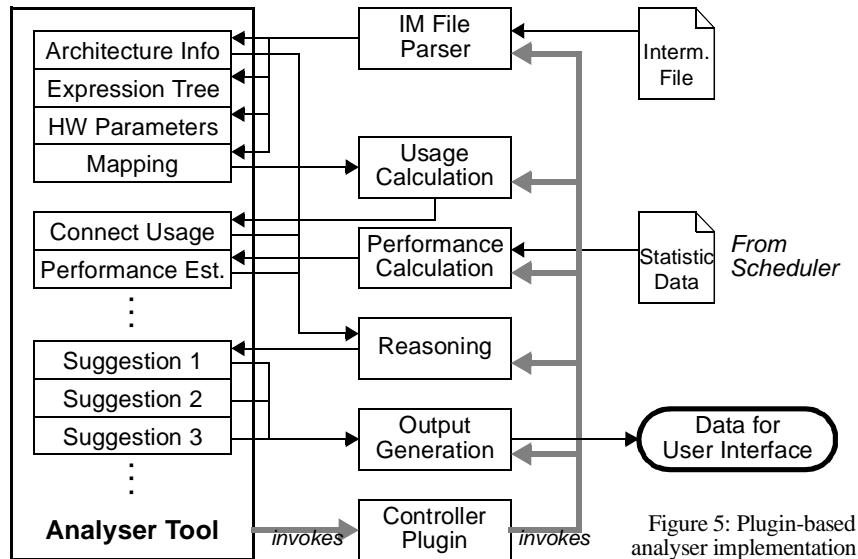 Architecture Info
Expression Tree
HW Parameters
Mapping
Connect Usage
Performance Est.
Suggestion 1
Suggestion 2
Suggestion 3
Analyser Tool
IM File
Parser
Usage
Calculation
Performance
Calculation
Reasoning
Output
Generation
invokes
Controller
Plugin
invokes
Interm.
File
Statistic
Data
From
Scheduler
Data for
User Interface
Figure 5: Plugin-based
analyser implementation